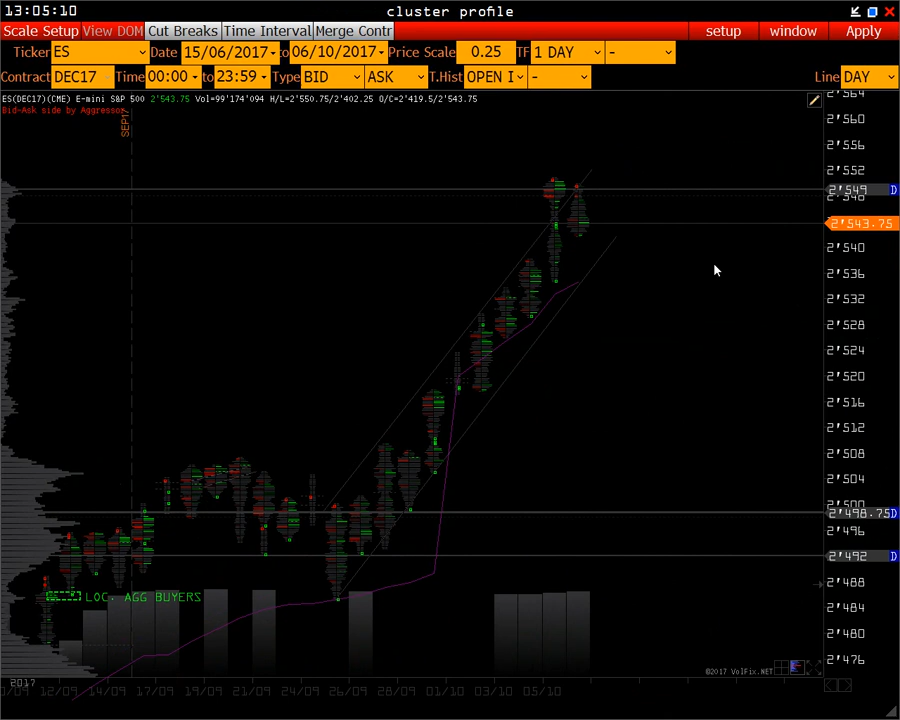 13:05:10 cluster profile
Scale Setup View DOM Cut Breaks Time Interval Merge Contr setup window Apply
Ticker ES Date 15/06/2017 to 06/10/2017 Price Scale 0.25 TF 1 DAY -
Contract DEC17 Time 00:00 to 23:59 Type BID ASK T.Hist OPEN I - Line DAY
ES(DEC17)(CME) E-mini S&P 500 2'543.75 Vol=99'174'094 H/L=2'550.75/2'402.25 O/C=2'419.5/2'543.75
Bid-Ask side by Aggressor
SEP17
2'564
2'560
2'556
2'552
2'549 D
2'543.75
2'540
2'536
2'532
2'528
2'524
2'520
2'516
2'512
2'508
2'504
2'500
2'498.75 D
2'496
2'492 D
2'488
LOC. AGG BUYERS
2'484
2'480
2'476
©2017 VolFix.NET
2017
12/09 14/09 17/09 19/09 21/09 24/09 26/09 28/09 01/10 03/10 05/10